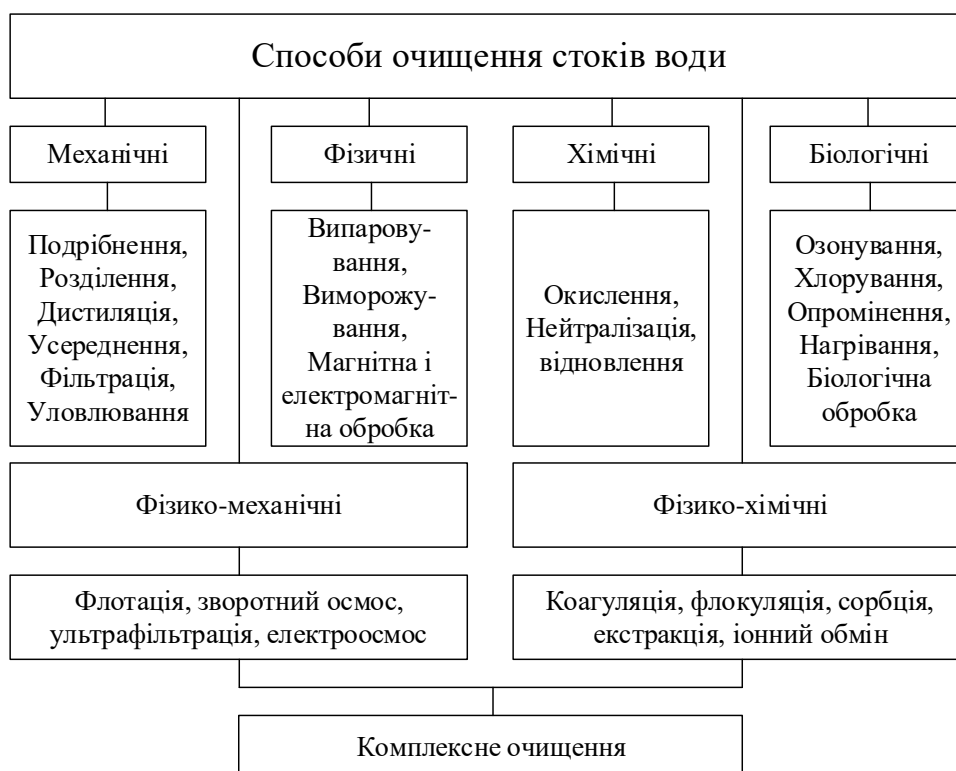 Способи очищення стоків води
Механічні
Фізичні
Хімічні
Біологічні
Подрібнення,
Розділення,
Дистиляція,
Усереднення,
Фільтрація,
Уловлювання
Випарову-
вання,
Виморожу-
вання,
Магнітна і
електромагніт-
на обробка
Окислення,
Нейтралізація,
відновлення
Озонування,
Хлорування,
Опромінення,
Нагрівання,
Біологічна
обробка
Фізико-механічні
Фізико-хімічні
Флотація, зворотний осмос,
ультрафільтрація, електроосмос
Коагуляція, флокуляція, сорбція,
екстракція, іонний обмін
Комплексне очищення